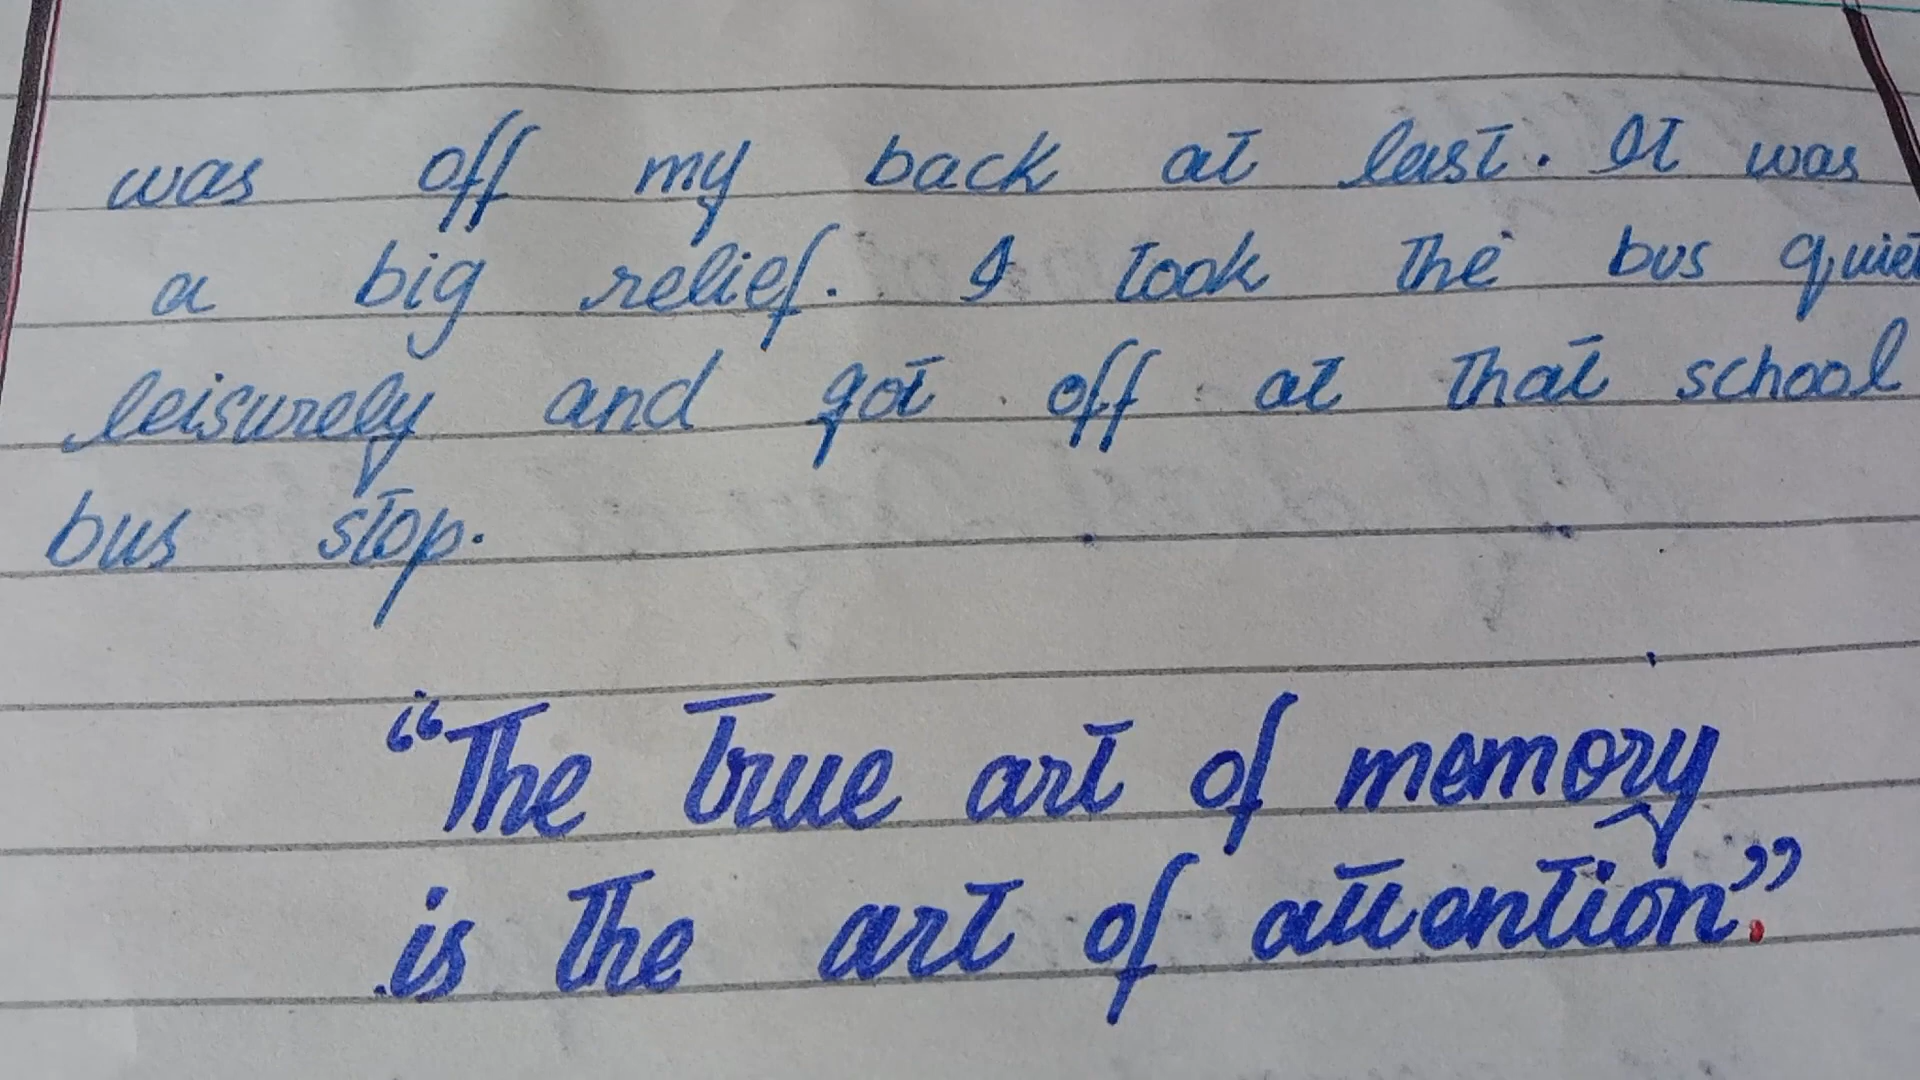 was off my back at last. It was
a big relief. I took the bus quiet
leisurely and got off at that school
bus stop.
“The true art of memory
is the art of attention”.